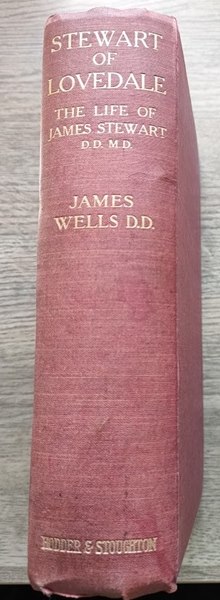 STEWART
OF
LOVEDALE
THE LIFE OF
JAMES STEWART
D.D. M.D.
JAMES
WELLS D.D.
HODDER & STOUGHTON